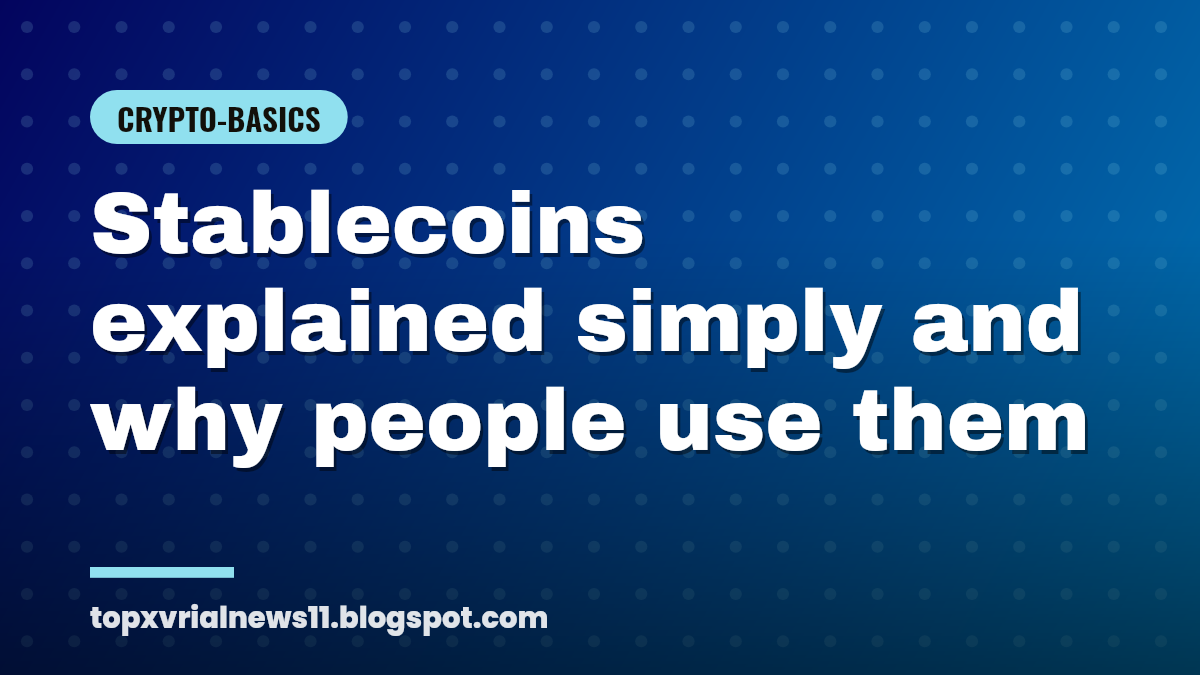 CRYPTO-BASICS
Stablecoins
explained simply and
why people use them
topxvrialnews11.blogspot.com